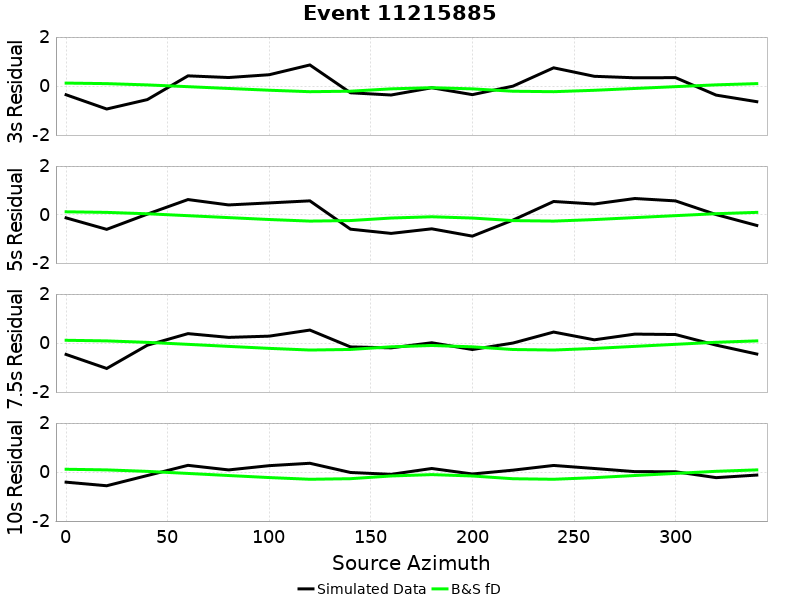 Event 11215885
3s Residual
2
0
-2
5s Residual
2
0
-2
7.5s Residual
2
0
-2
10s Residual
2
0
-2
0 50 100 150 200 250 300
Source Azimuth
Simulated Data B&S fD